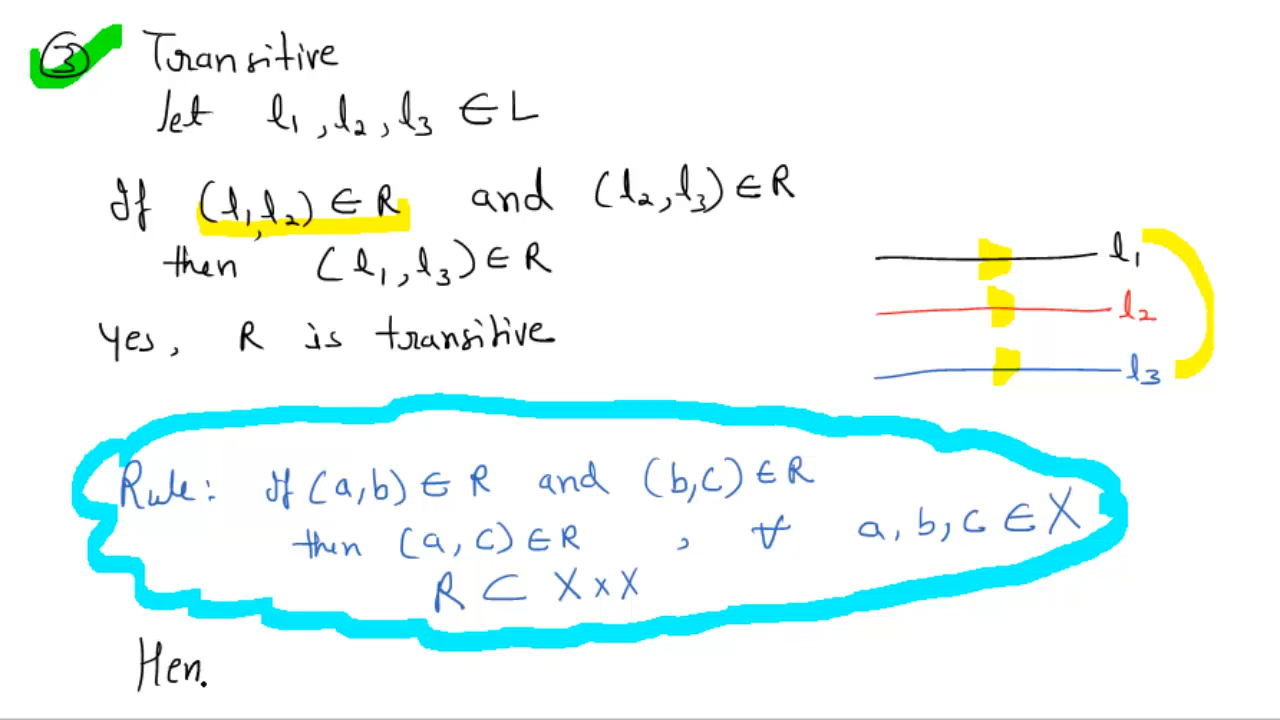 ③ Transitive
let l₁, l₂, l₃ ∈ L
If (l₁, l₂) ∈ R and (l₂, l₃) ∈ R
then (l₁, l₃) ∈ R
Yes, R is transitive
l₁
l₂
l₃
Rule: If (a,b) ∈ R and (b,c) ∈ R
then (a, c) ∈ R , ∀ a, b, c ∈ X
R ⊂ X × X
Hen